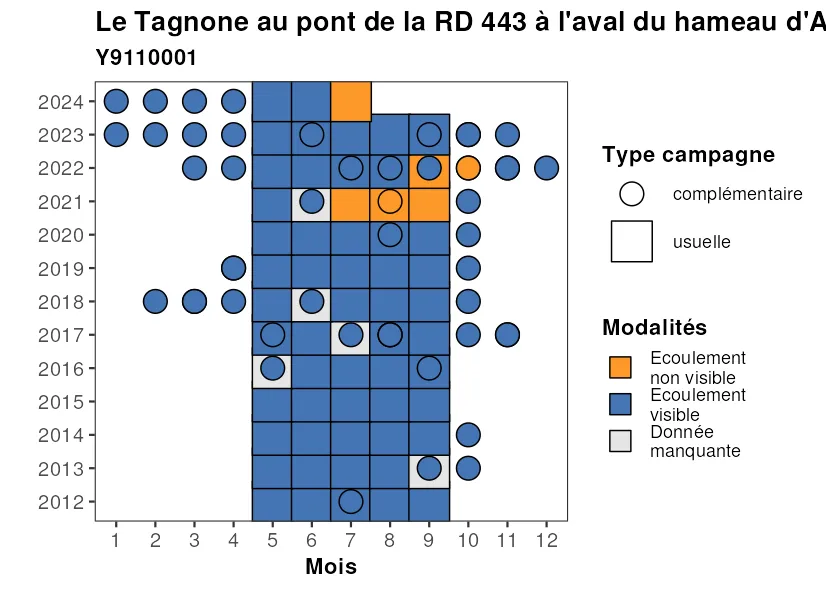 Le Tagnone au pont de la RD 443 à l'aval du hameau d'A
Y9110001
2024
2023
2022
2021
2020
2019
2018
2017
2016
2015
2014
2013
2012
1 2 3 4 5 6 7 8 9 10 11 12
Mois
Type campagne
complémentaire
usuelle
Modalités
Ecoulement
non visible
Ecoulement
visible
Donnée
manquante